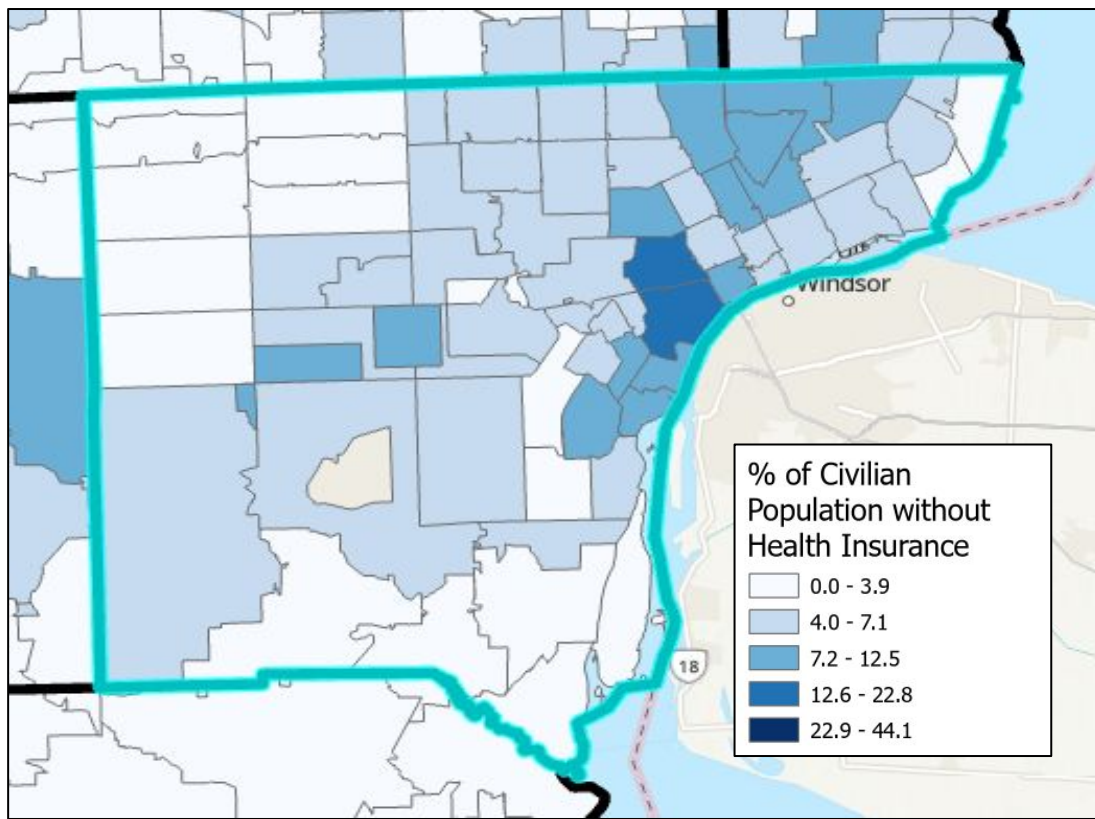 Windsor
18
% of Civilian
Population without
Health Insurance
0.0 - 3.9
4.0 - 7.1
7.2 - 12.5
12.6 - 22.8
22.9 - 44.1